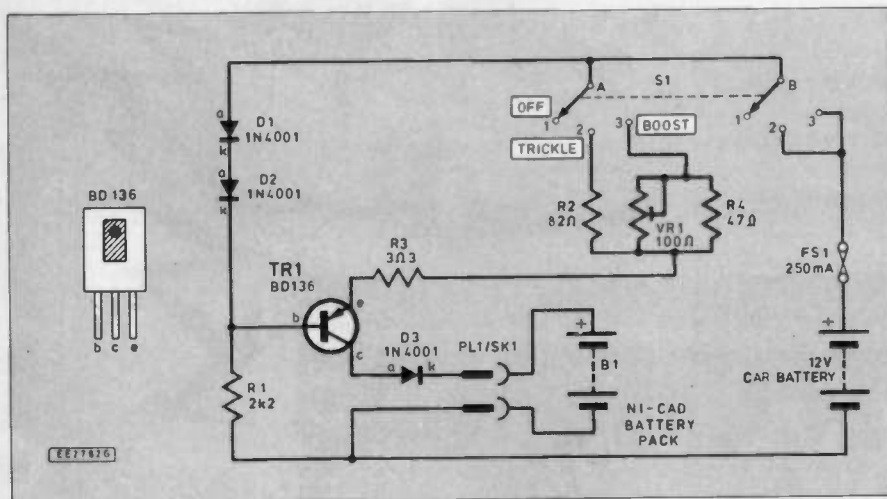 A
S1
B
OFF
1
2
3
BOOST
TRICKLE
1
2
3
a
D1
1N4001
k
a
D2
1N4001
k
BD 136
b c e
R2
82Ω
VR1
100Ω
R4
47Ω
R3
3Ω3
TR1
BD136
b
e
c
FS1
250mA
D3
1N4001
a
k
PL1/SK1
+
B1
NI-CAD
BATTERY
PACK
+
12V
CAR BATTERY
R1
2k2
EE2782G